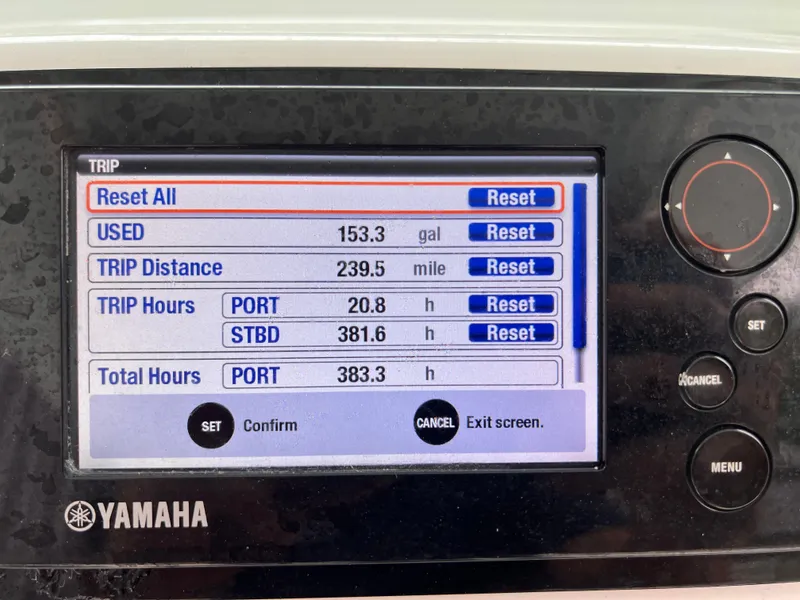 TRIP
Reset All Reset
USED 153.3 gal Reset
TRIP Distance 239.5 mile Reset
TRIP Hours PORT 20.8 h Reset
STBD 381.6 h Reset
Total Hours PORT 383.3 h
SET Confirm CANCEL Exit screen.
SET
CANCEL
MENU
YAMAHA